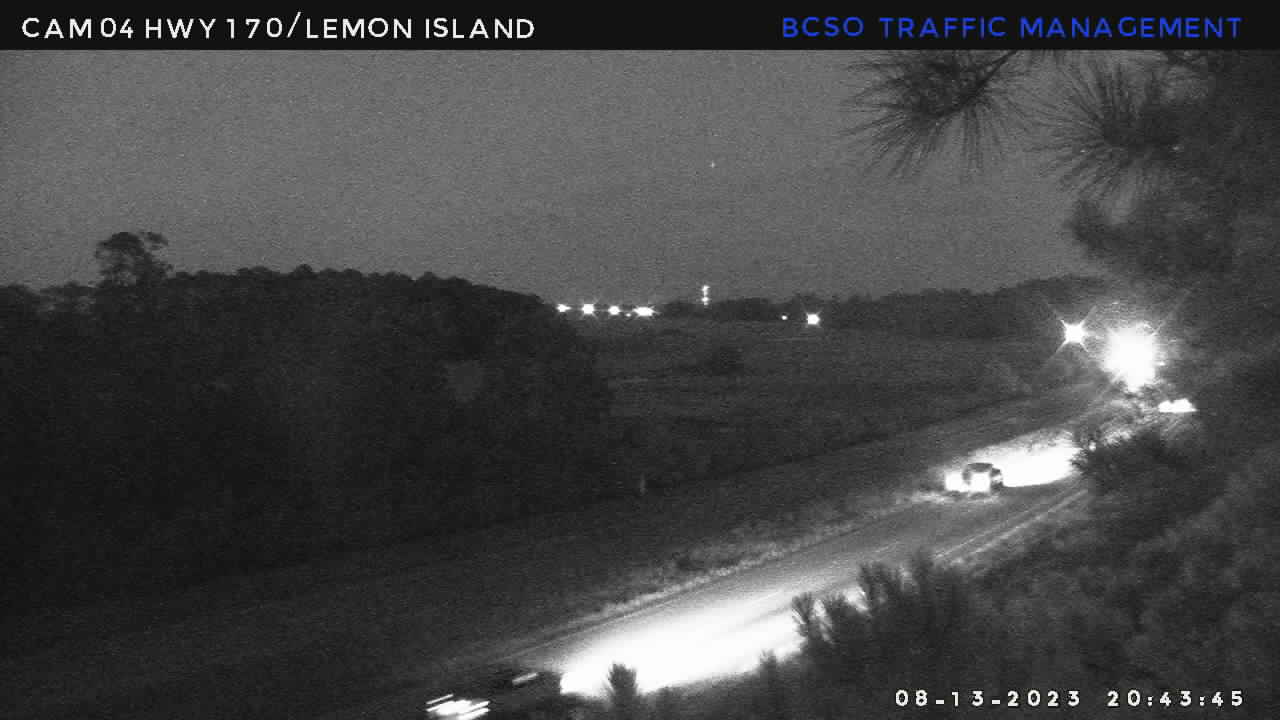 CAM04 HWY 170/LEMON ISLAND
BCSO TRAFFIC MANAGEMENT
08-13-2023 20:43:45